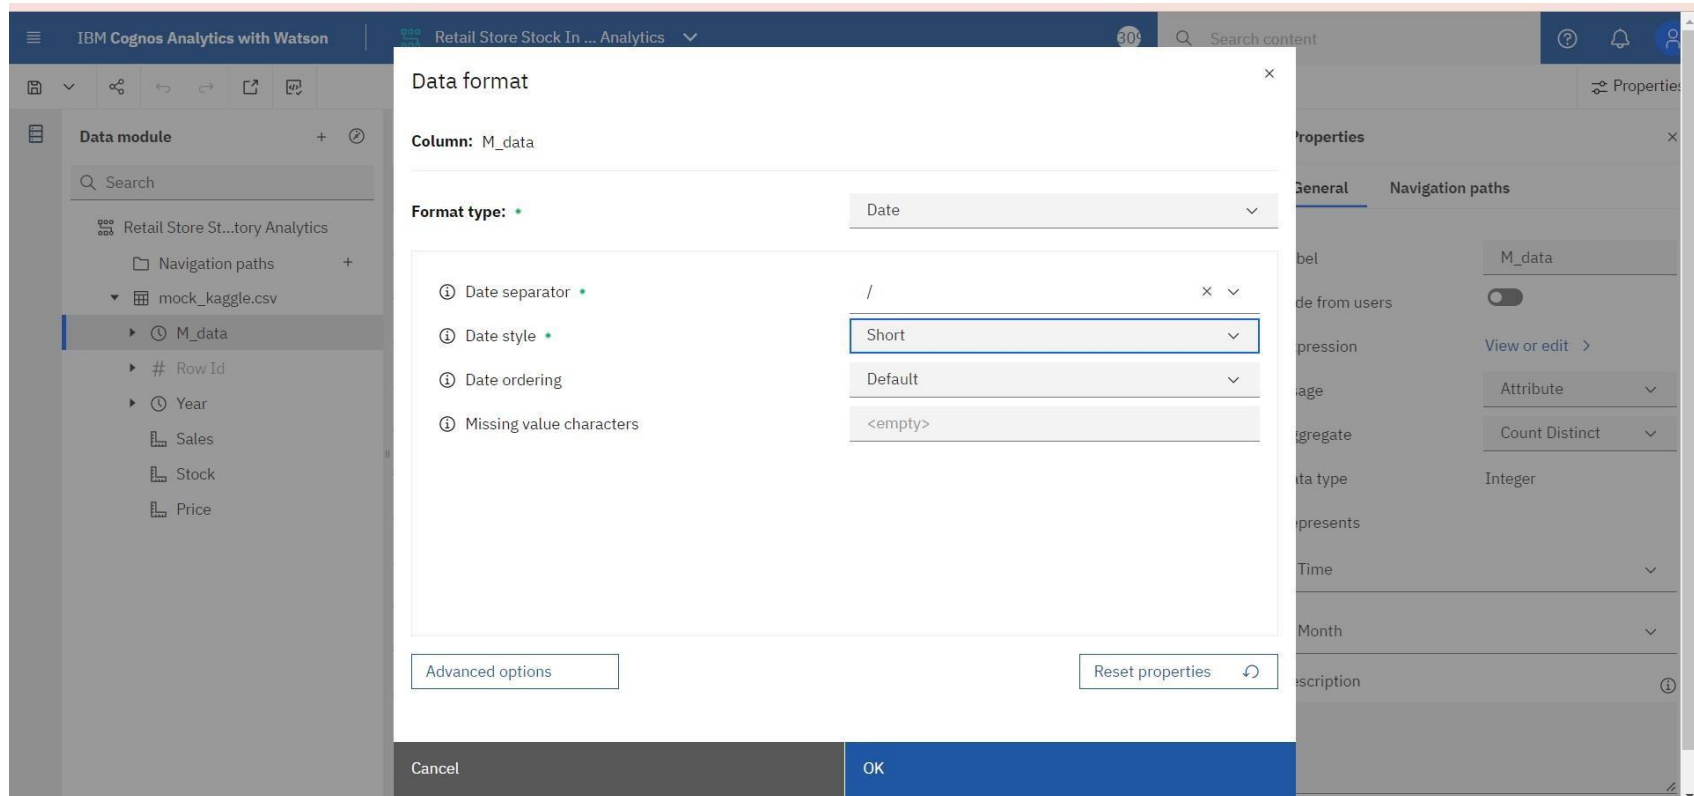 IBM Cognos Analytics with Watson
Retail Store Stock In ... Analytics
Search content
Properties
Data module
Search
Retail Store St...tory Analytics
Navigation paths
mock_kaggle.csv
M_data
Row Id
Year
Sales
Stock
Price
Data format
Column: M_data
Format type:
Date
Date separator
/
Date style
Short
Date ordering
Default
Missing value characters
<empty>
Advanced options
Reset properties
Cancel
OK
Properties
General
Navigation paths
bel
M_data
de from users
pression
View or edit
age
Attribute
gregate
Count Distinct
ta type
Integer
presents
Time
Month
escription